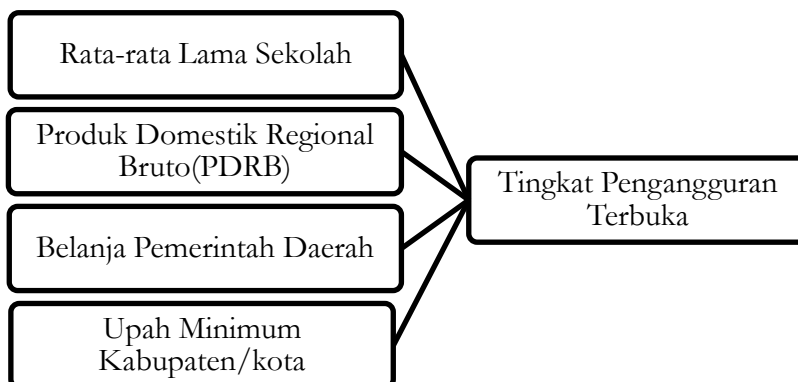 Rata-rata Lama Sekolah
Produk Domestik Regional
Bruto(PDRB)
Belanja Pemerintah Daerah
Upah Minimum
Kabupaten/kota
Tingkat Pengangguran
Terbuka